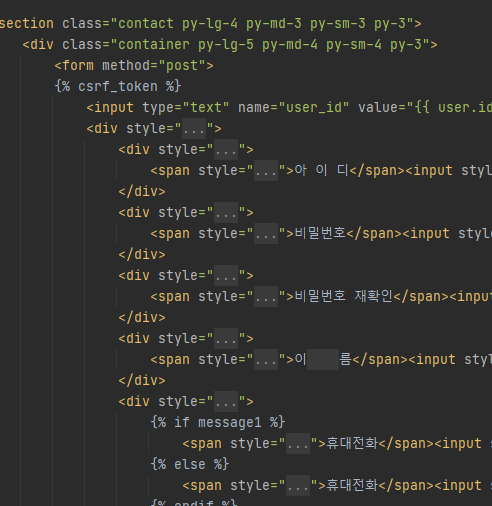 section class="contact py-lg-4 py-md-3 py-sm-3 py-3">
<div class="container py-lg-5 py-md-4 py-sm-4 py-3">
<form method="post">
{% csrf_token %}
<input type="text" name="user_id" value="{{ user.id
<div style="...">
<div style="...">
<span style="...">아 이 디</span><input styl
</div>
<div style="...">
<span style="...">비밀번호</span><input style
</div>
<div style="...">
<span style="...">비밀번호 재확인</span><input
</div>
<div style="...">
<span style="...">이 름</span><input styl
</div>
<div style="...">
{% if message1 %}
<span style="...">휴대전화</span><input s
{% else %}
<span style="...">휴대전화</span><input s
{% endif %}